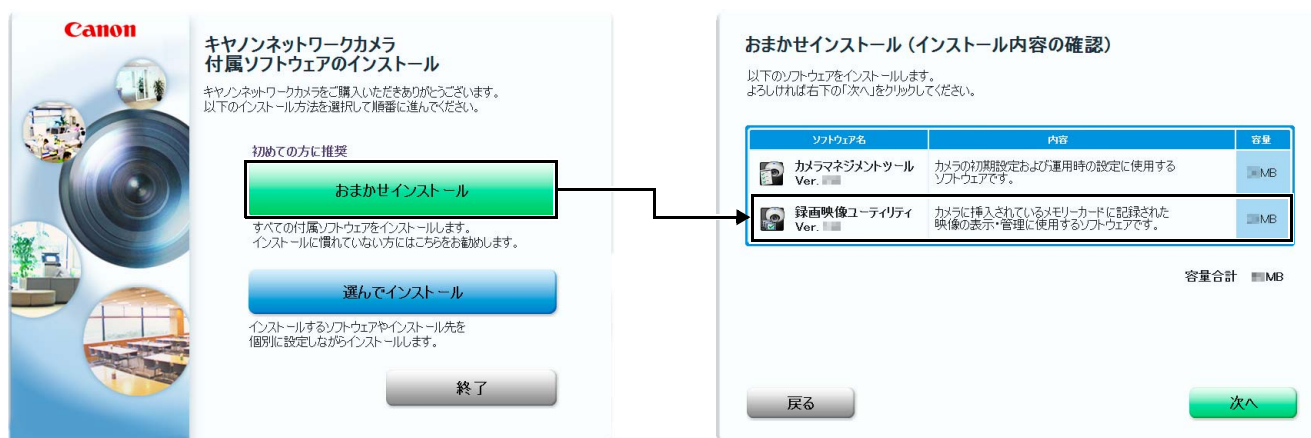 Canon
キヤノンネットワークカメラ
付属ソフトウェアのインストール
キヤノンネットワークカメラをご購入いただきありがとうございます。
以下のインストール方法を選択して順番に進んでください。
初めての方に推奨
おまかせインストール
すべての付属ソフトウェアをインストールします。
インストールに慣れていない方にはこちらをお勧めします。
選んでインストール
インストールするソフトウェアやインストール先を
個別に設定しながらインストールします。
終了
おまかせインストール（インストール内容の確認）
以下のソフトウェアをインストールします。
よろしければ右下の「次へ」をクリックしてください。
ソフトウェア名 内容 容量
カメラマネジメントツール
Ver.
カメラの初期設定および運用時の設定に使用する
ソフトウェアです。
MB
録画映像ユーティリティ
Ver.
カメラに挿入されているメモリーカードに記録された
映像の表示・管理に使用するソフトウェアです。
MB
容量合計 MB
戻る
次へ